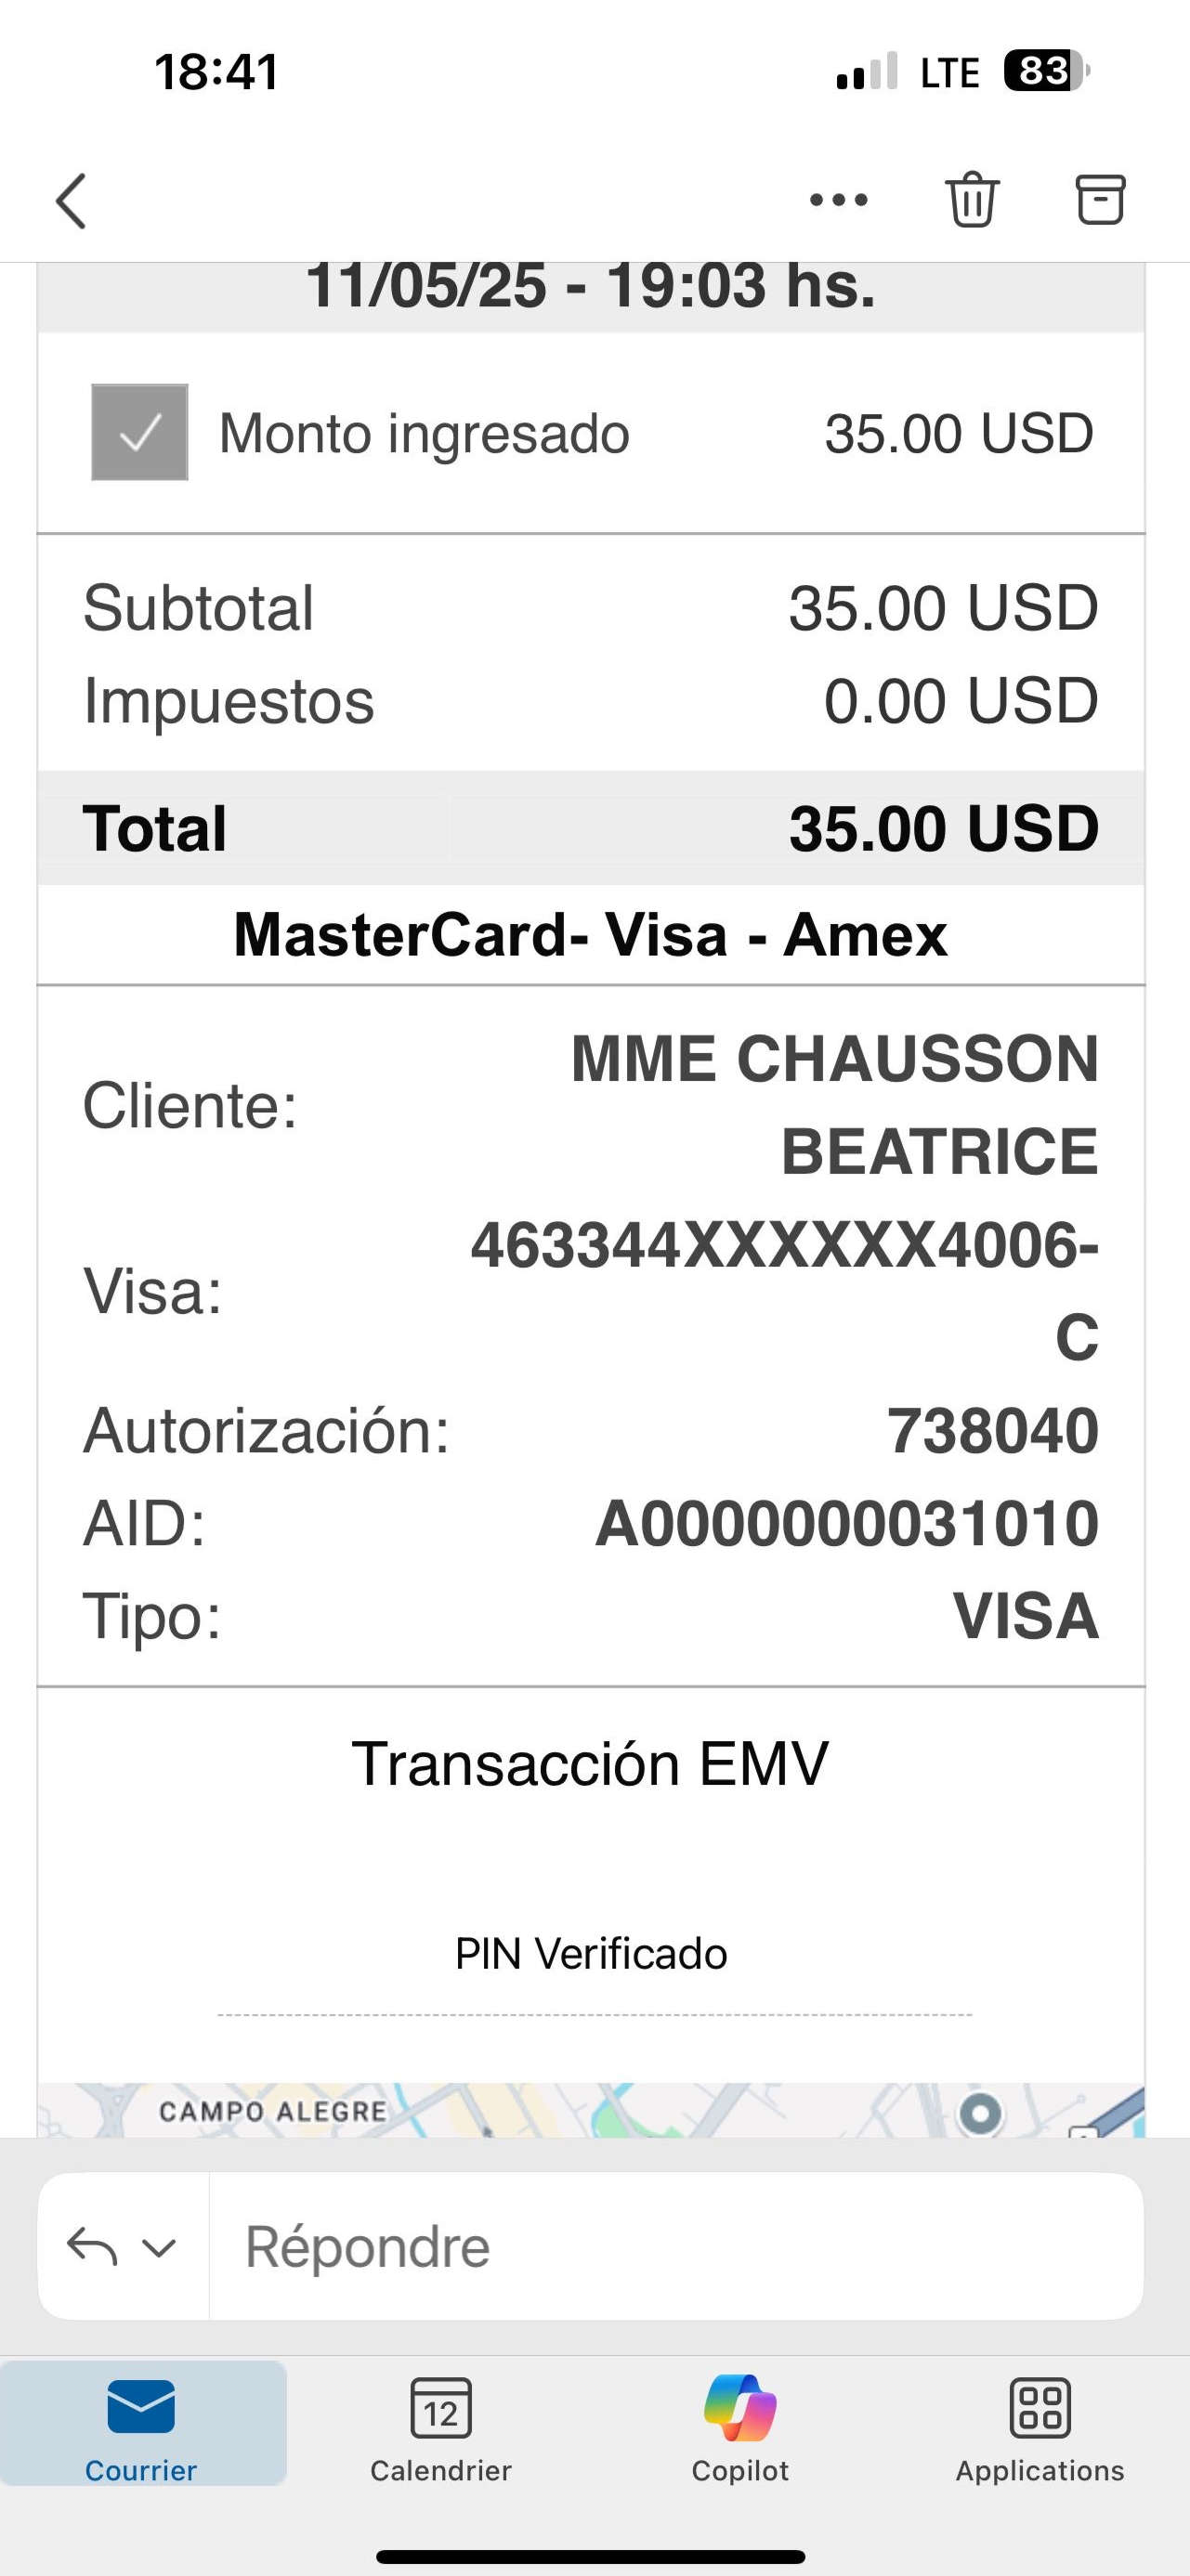 18:41
LTE 83
11/05/25 - 19:03 hs.
Monto ingresado 35.00 USD
Subtotal 35.00 USD
Impuestos 0.00 USD
Total 35.00 USD
MasterCard- Visa - Amex
Cliente: MME CHAUSSON
BEATRICE
Visa: 463344XXXXXX4006-
C
Autorización: 738040
AID: A0000000031010
Tipo: VISA
Transacción EMV
PIN Verificado
CAMPO ALEGRE
Répondre
12
Courrier Calendrier Copilot Applications